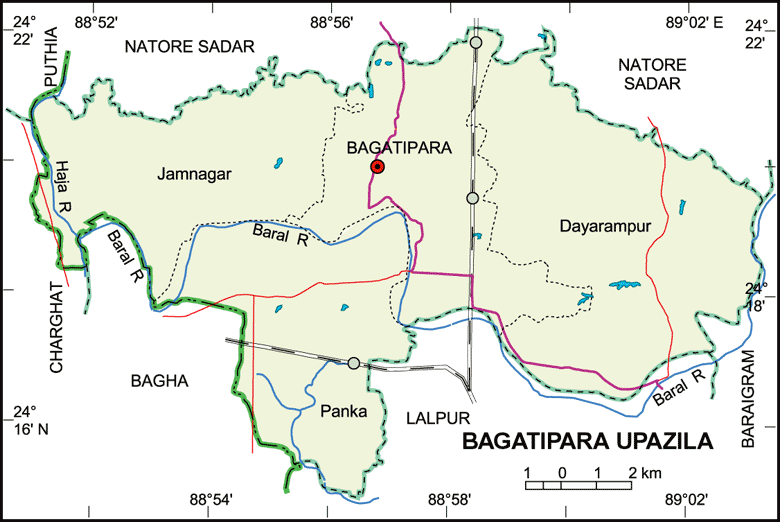 88°52'
88°56'
89°02' E
24°
22'
24°
22'
PUTHIA
NATORE SADAR
NATORE
SADAR
BAGATIPARA
Jamnagar
Haja R
Dayarampur
Baral R
Baral R
24°
18'
CHARGHAT
BAGHA
Baral R
BARAIGRAM
Panka
LALPUR
24°
16' N
BAGATIPARA UPAZILA
1 0 1 2 km
88°54'
88°58'
89°02'